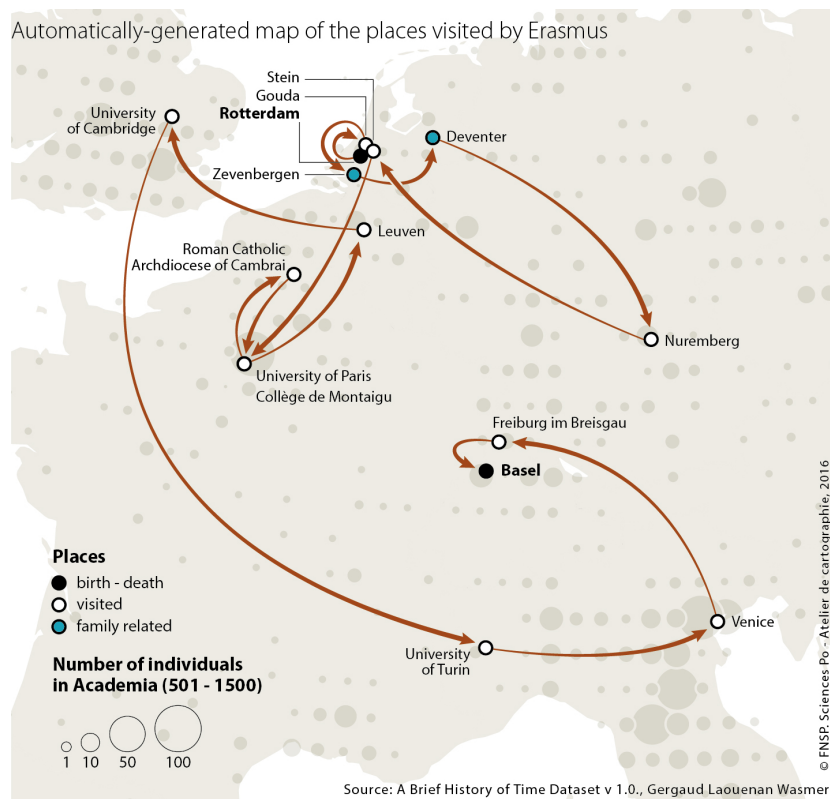 Automatically-generated map of the places visited by Erasmus
Stein
Gouda
Rotterdam
University
of Cambridge
Deventer
Zevenbergen
Leuven
Roman Catholic
Archdiocese of Cambrai
Nuremberg
University of Paris
Collège de Montaigu
Freiburg im Breisgau
Basel
Places
birth - death
visited
family related
Venice
University
of Turin
Number of individuals
in Academia (501 - 1500)
1 10 50 100
© FNSP. Sciences Po - Atelier de cartographie, 2016
Source: A Brief History of Time Dataset v 1.0., Gergaud Laouenan Wasmer